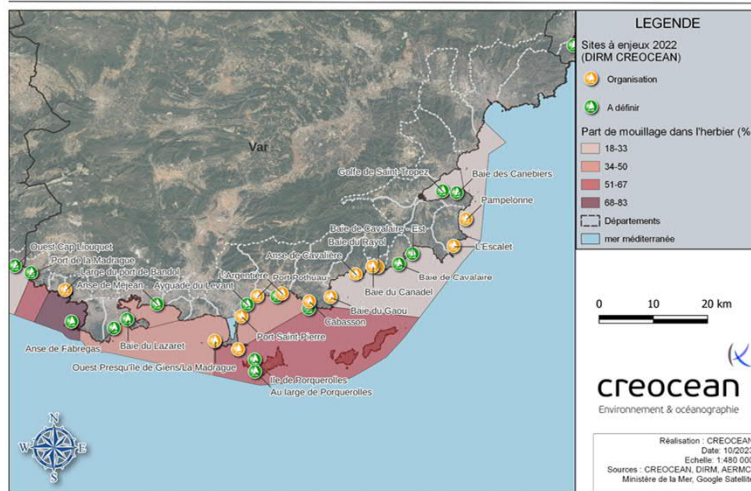 LEGENDE
Sites à enjeux 2022
(DIRM CREOCEAN)
Organisation
A définir
Part de mouillage dans l'herbier (%
18-33
34-50
51-67
68-83
Départements
mer méditerranée
0 10 20 km
creocean
Environnement & océanographie
Réalisation : CREOCEAN
Date: 10/2023
Echelle: 1:480 000
Sources : CREOCEAN, DIRM, AERMC,
Ministère de la Mer, Google Satellite
Var
Golfe de Saint-Tropez
Baie des Canebiers
Pampelonne
Baie de Cavalaire - Est
Baie du Rayol
L'Escalet
Anse de Cavalière
Baie de Cavalaire
Ouest Cap Liouquet
Port de la Madrague
Large du port de Bandol
Anse de Méjean
Ayguade du Levant
L'Argentière
Port Pothuau
Baie du Canadel
Baie du Gaou
Cabasson
Port Saint-Pierre
Anse de Fabregas
Baie du Lazaret
Ouest Presqu'île de Giens/La Madrague
Ile de Porquerolles
Au large de Porquerolles
N
W
E
S